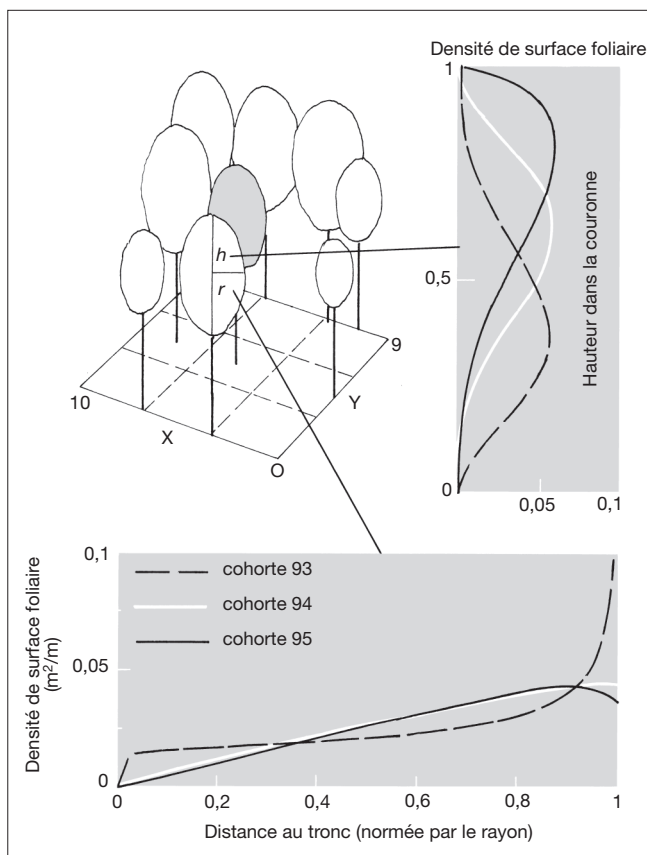 Densité de surface foliaire
1
0,5
0
0,05
0,1
Hauteur dans la couronne
h
r
10
X
O
Y
9
0,1
0,05
0
Densité de surface foliaire
(m²/m)
cohorte 93
cohorte 94
cohorte 95
0
0,2
0,4
0,6
0,8
1
Distance au tronc (normée par le rayon)